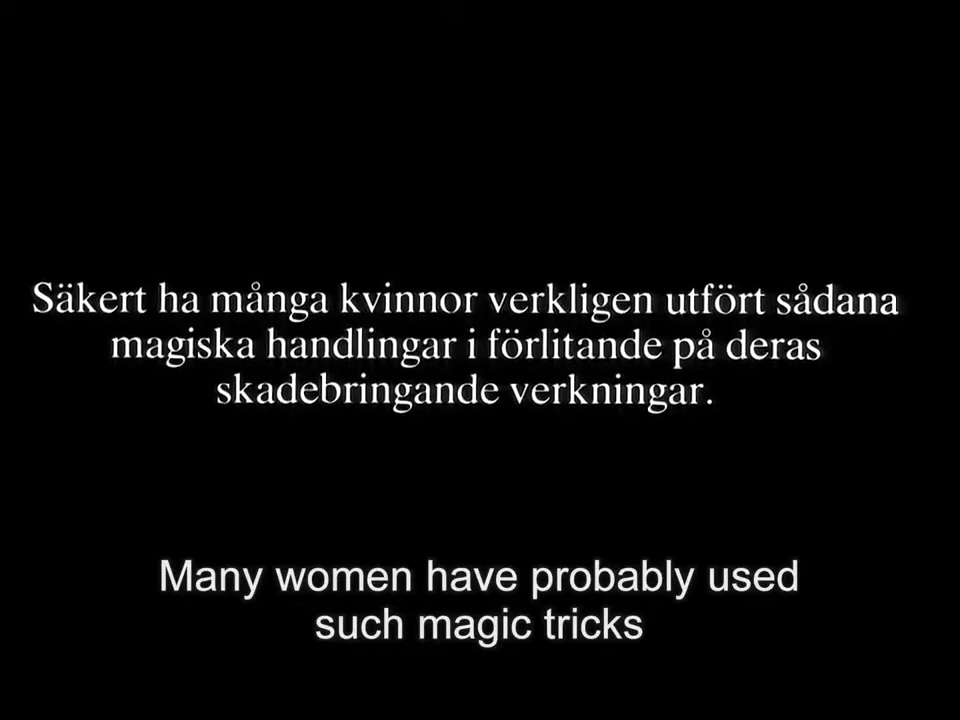 Säkert ha många kvinnor verkligen utfört sådana
magiska handlingar i förlitande på deras
skadebringande verkningar.
Many women have probably used
such magic tricks